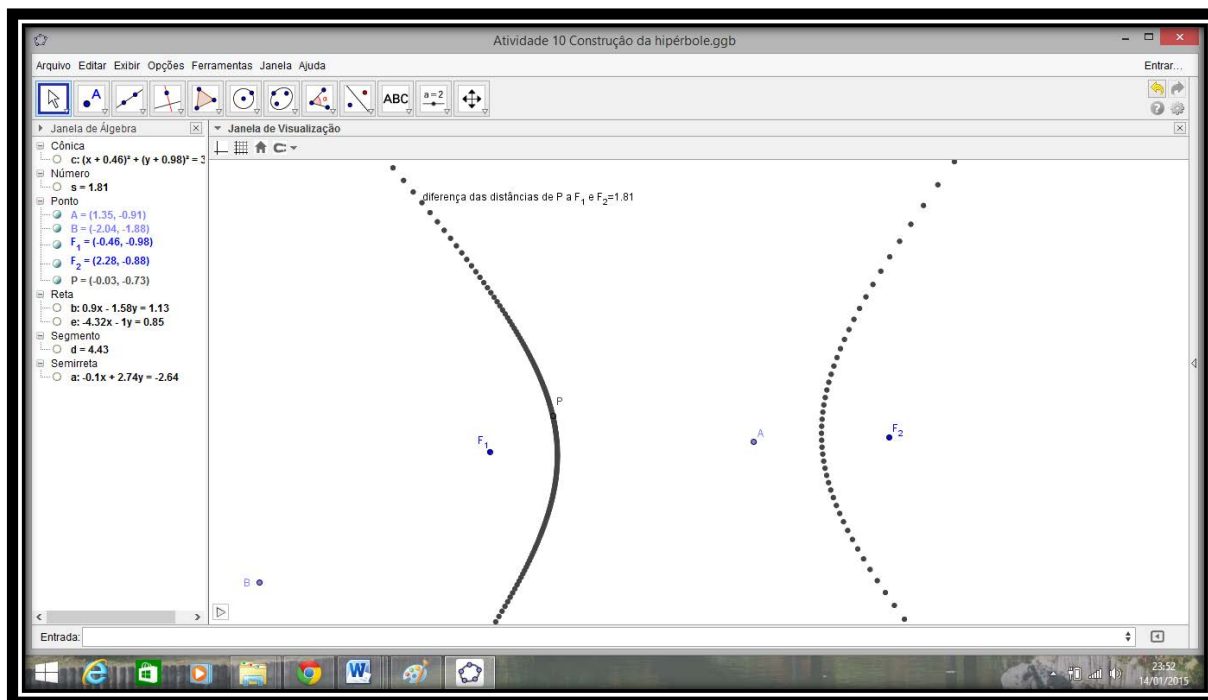 Atividade 10 Construção da hipérbole.ggb
Arquivo Editar Exibir Opções Ferramentas Janela Ajuda
Entrar...
ABC
a=2
Janela de Álgebra
Janela de Visualização
Cônica
c: (x + 0.46)² + (y + 0.98)² = 3
Número
s = 1.81
Ponto
A = (1.35, -0.91)
B = (-2.04, -1.88)
F₁ = (-0.46, -0.98)
F₂ = (2.28, -0.88)
P = (-0.03, -0.73)
Reta
b: 0.9x - 1.58y = 1.13
e: -4.32x - 1y = 0.85
Segmento
d = 4.43
Semirreta
a: -0.1x + 2.74y = -2.64
diferença das distâncias de P a F₁ e F₂=1.81
P
F₁
A
F₂
B
Entrada:
23:52
14/01/2015